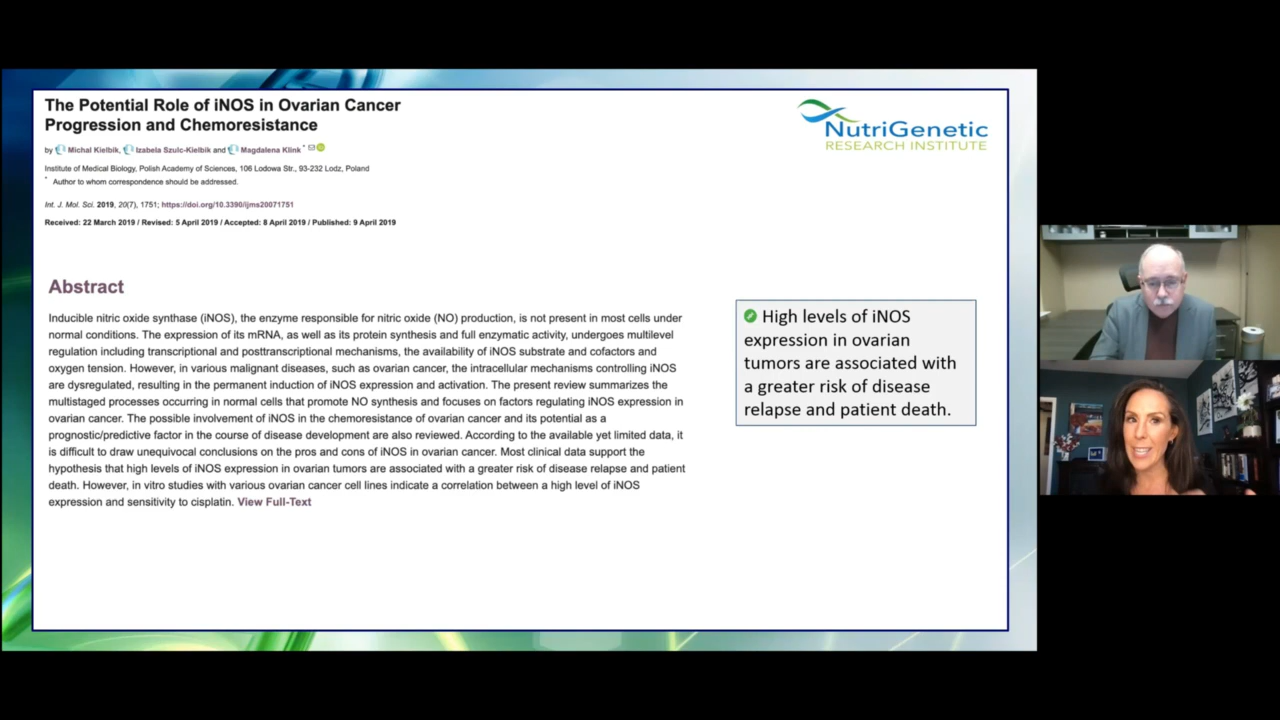 The Potential Role of iNOS in Ovarian Cancer
Progression and Chemoresistance
by Michal Kielbik, Izabela Szulc-Kielbik and Magdalena Klink *
Institute of Medical Biology, Polish Academy of Sciences, 106 Lodowa Str., 93-232 Lodz, Poland
* Author to whom correspondence should be addressed.
Int. J. Mol. Sci. 2019, 20(7), 1751; https://doi.org/10.3390/ijms20071751
Received: 22 March 2019 / Revised: 5 April 2019 / Accepted: 8 April 2019 / Published: 9 April 2019
NutriGenetic
RESEARCH INSTITUTE
Abstract
Inducible nitric oxide synthase (iNOS), the enzyme responsible for nitric oxide (NO) production, is not present in most cells under
normal conditions. The expression of its mRNA, as well as its protein synthesis and full enzymatic activity, undergoes multilevel
regulation including transcriptional and posttranscriptional mechanisms, the availability of iNOS substrate and cofactors and
oxygen tension. However, in various malignant diseases, such as ovarian cancer, the intracellular mechanisms controlling iNOS
are dysregulated, resulting in the permanent induction of iNOS expression and activation. The present review summarizes the
multistaged processes occurring in normal cells that promote NO synthesis and focuses on factors regulating iNOS expression in
ovarian cancer. The possible involvement of iNOS in the chemoresistance of ovarian cancer and its potential as a
prognostic/predictive factor in the course of disease development are also reviewed. According to the available yet limited data, it
is difficult to draw unequivocal conclusions on the pros and cons of iNOS in ovarian cancer. Most clinical data support the
hypothesis that high levels of iNOS expression in ovarian tumors are associated with a greater risk of disease relapse and patient
death. However, in vitro studies with various ovarian cancer cell lines indicate a correlation between a high level of iNOS
expression and sensitivity to cisplatin. View Full-Text
High levels of iNOS
expression in ovarian
tumors are associated with
a greater risk of disease
relapse and patient death.